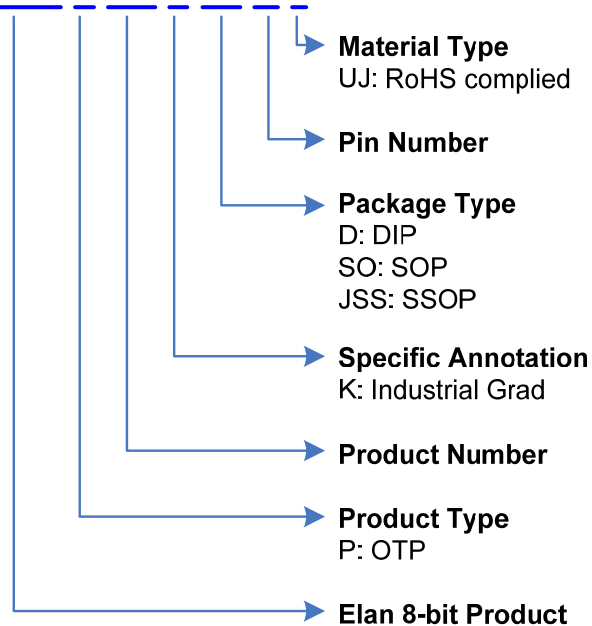 Material Type
UJ: RoHS complied
Pin Number
Package Type
D: DIP
SO: SOP
JSS: SSOP
Specific Annotation
K: Industrial Grad
Product Number
Product Type
P: OTP
Elan 8-bit Product